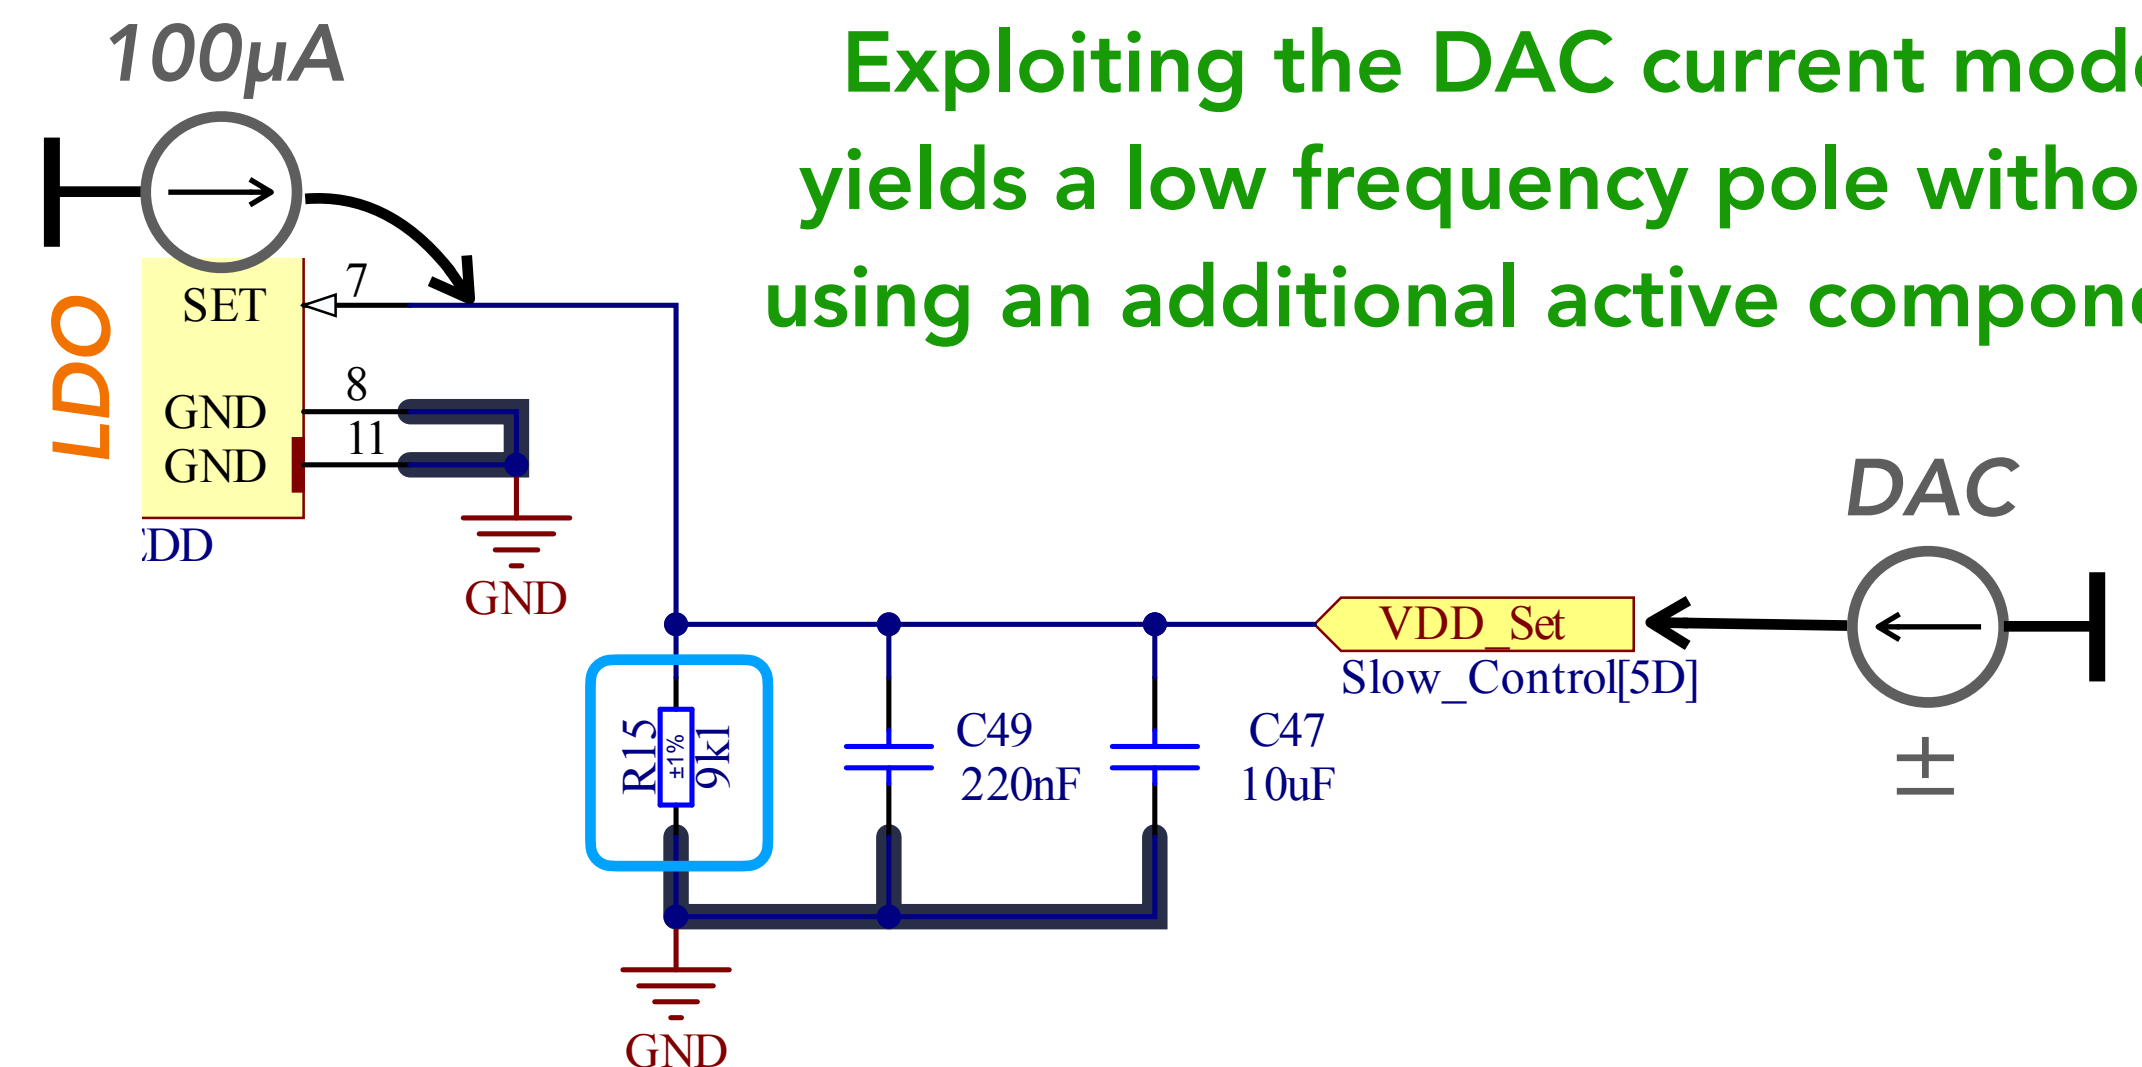 100µA
Exploiting the DAC current mod
yields a low frequency pole witho
using an additional active compon
LDO
SET
7
GND
8
GND
11
DD
GND
DAC
VDD_Set
Slow_Control[5D]
R15
±1%
9k1
C49
220nF
C47
10uF
±
GND